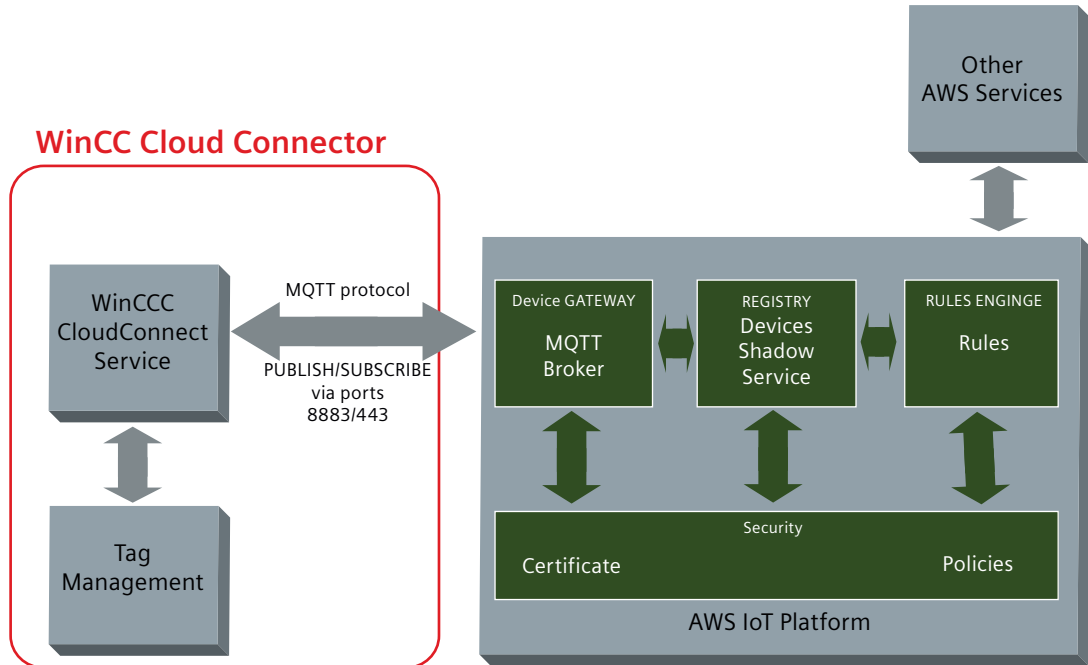 Other
AWS Services
WinCC Cloud Connector
WinCCC
CloudConnect
Service
MQTT protocol
PUBLISH/SUBSCRIBE
via ports
8883/443
Tag
Management
Device GATEWAY
MQTT
Broker
REGISTRY
Devices
Shadow
Service
RULES ENGINGE
Rules
Security
Certificate
Policies
AWS IoT Platform